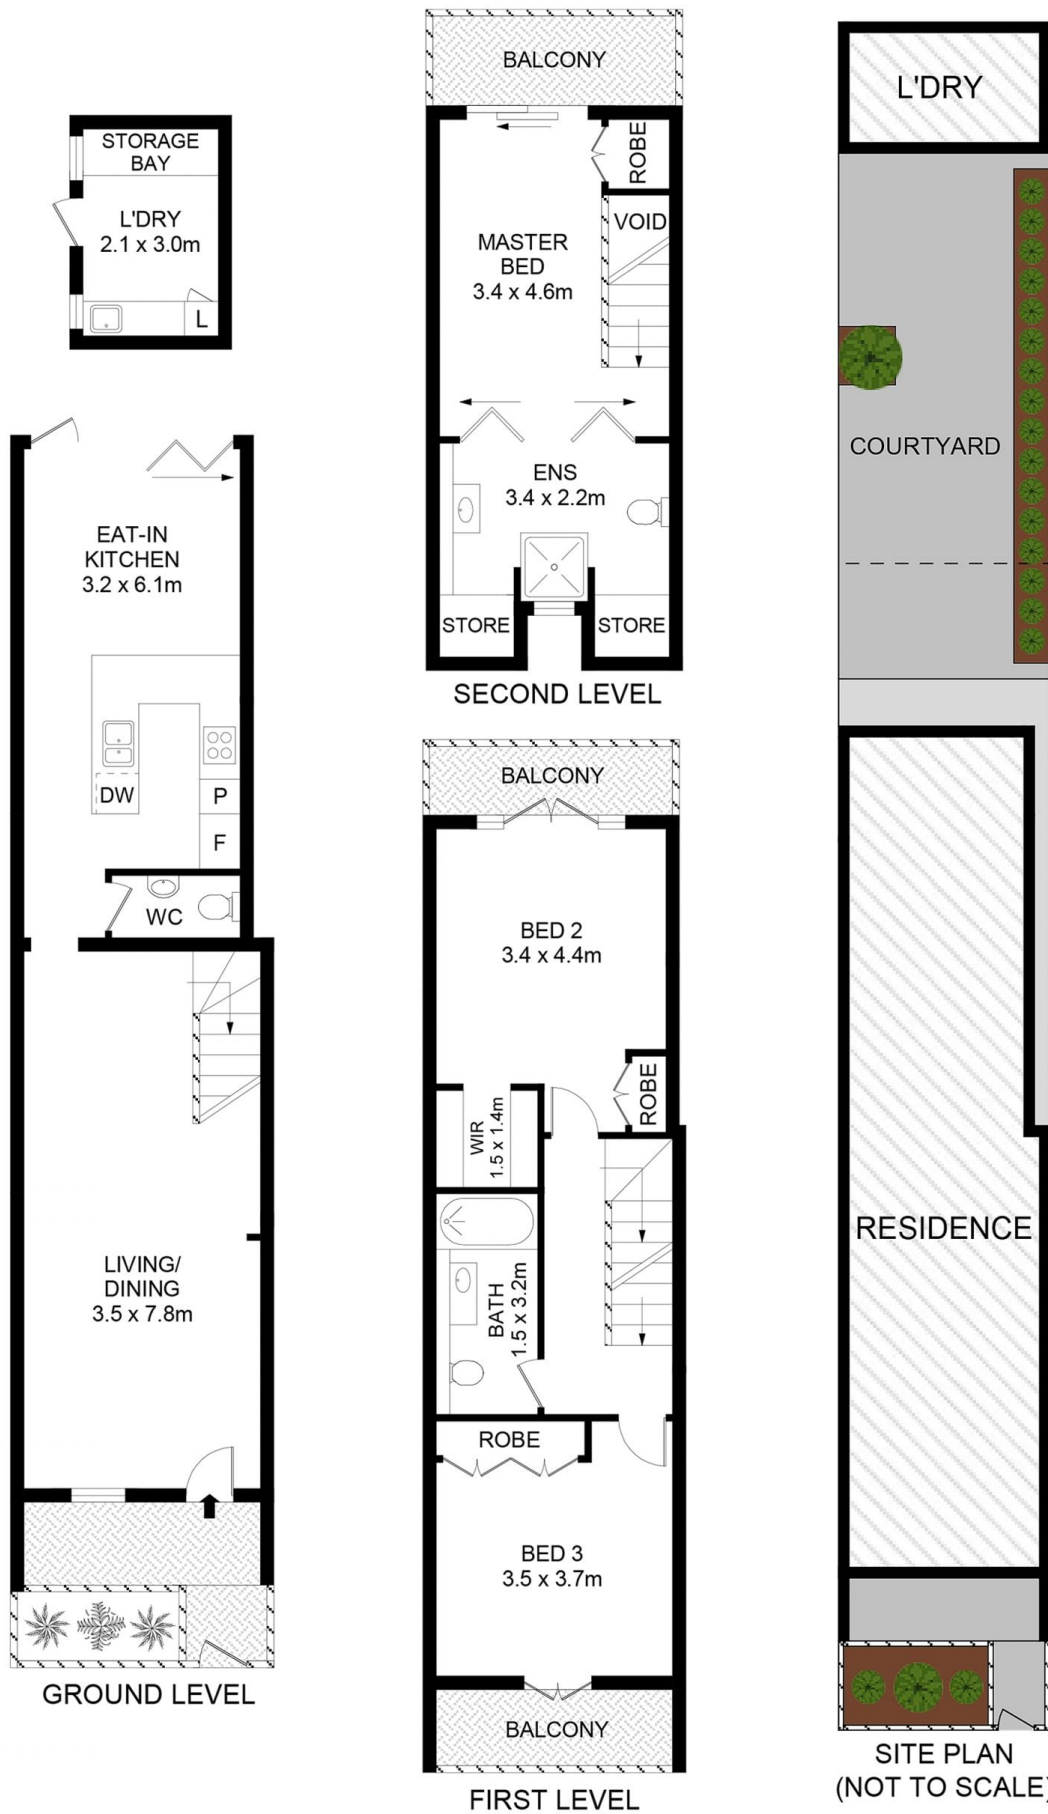 STORAGE
BAY
L'DRY
2.1 x 3.0m
L
EAT-IN
KITCHEN
3.2 x 6.1m
DW
P
F
WC
LIVING/
DINING
3.5 x 7.8m
GROUND LEVEL
BALCONY
ROBE
VOID
MASTER
BED
3.4 x 4.6m
ENS
3.4 x 2.2m
STORE
STORE
SECOND LEVEL
BALCONY
BED 2
3.4 x 4.4m
ROBE
WIR
1.5 x 1.4m
BATH
1.5 x 3.2m
ROBE
BED 3
3.5 x 3.7m
BALCONY
FIRST LEVEL
L'DRY
COURTYARD
RESIDENCE
SITE PLAN
(NOT TO SCALE)